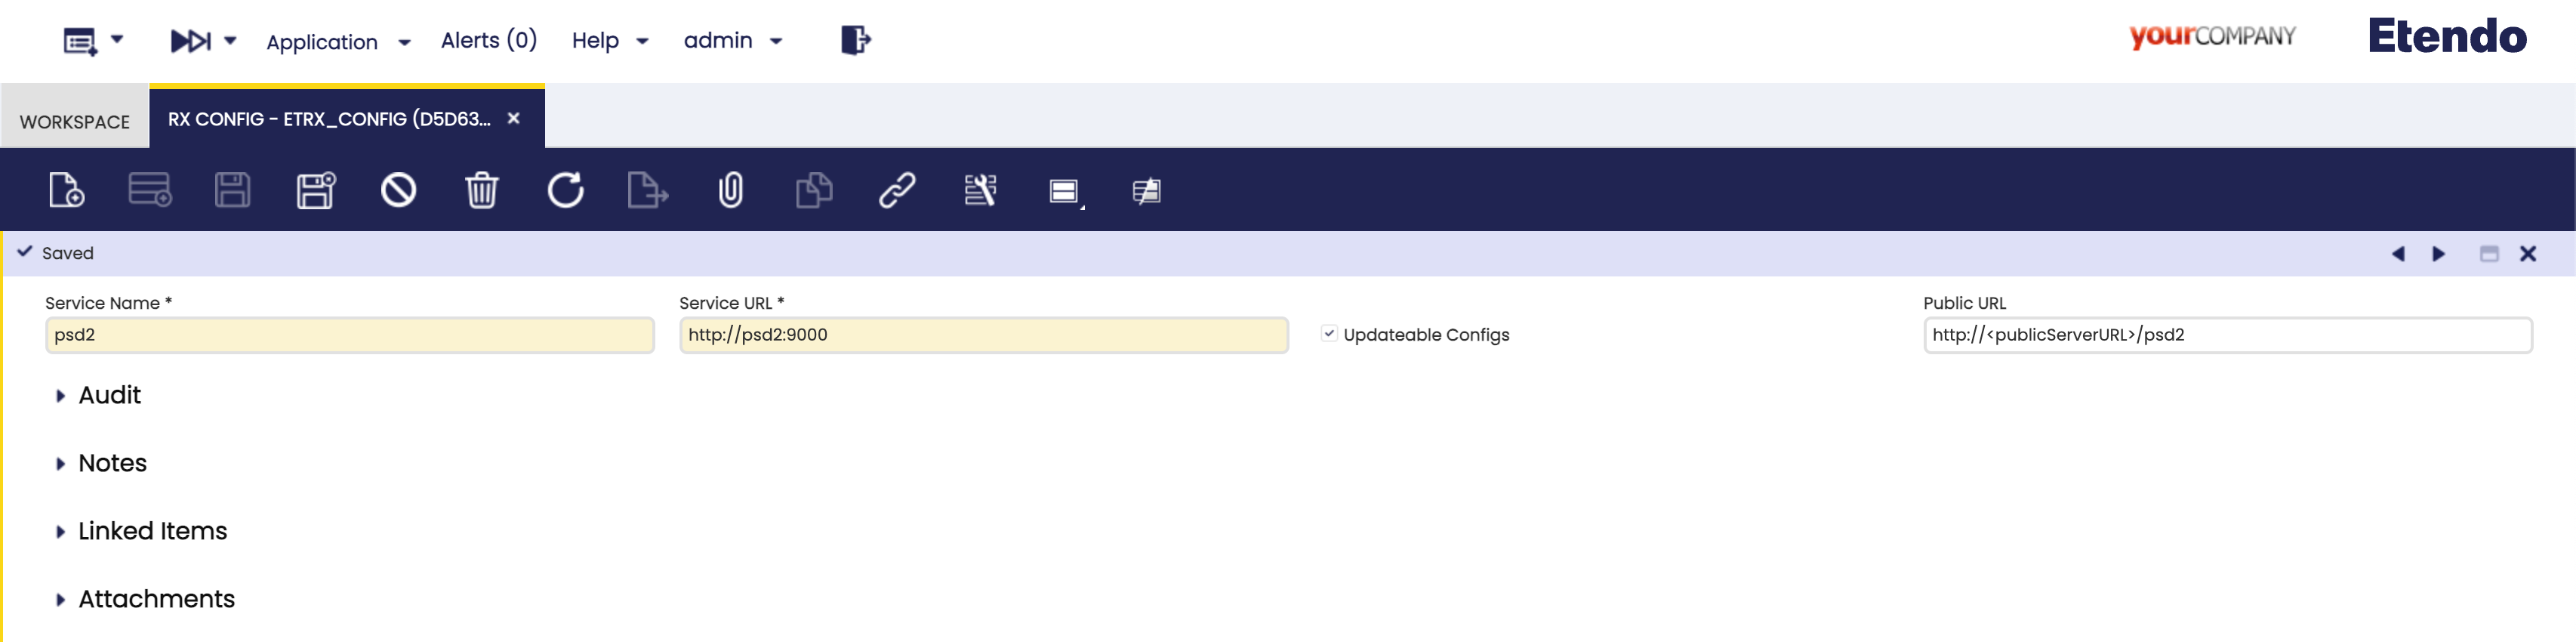 Application Alerts (0) Help admin yourCOMPANY Etendo
WORKSPACE RX CONFIG - ETRX_CONFIG (D5D63...
Saved
Service Name * Service URL * Public URL
psd2 http://psd2:9000 Updateable Configs http://<publicServerURL>/psd2
Audit
Notes
Linked Items
Attachments